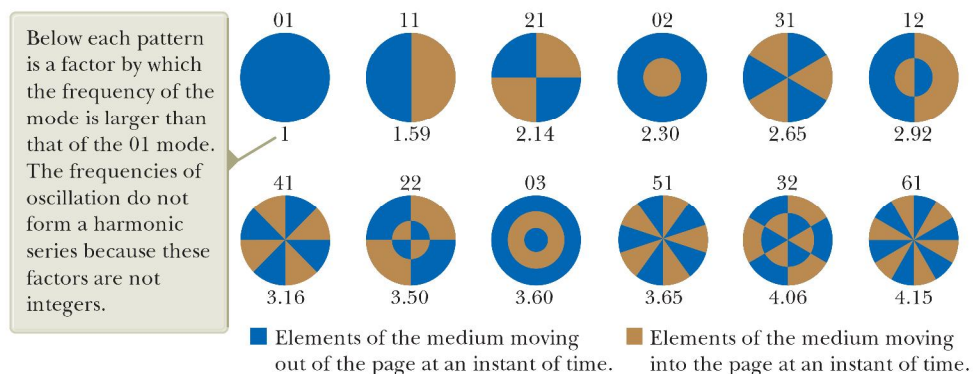 Below each pattern
is a factor by which
the frequency of the
mode is larger than
that of the 01 mode.
The frequencies of
oscillation do not
form a harmonic
series because these
factors are not
integers.
01 11 21 02 31 12
1 1.59 2.14 2.30 2.65 2.92
41 22 03 51 32 61
3.16 3.50 3.60 3.65 4.06 4.15
Elements of the medium moving
out of the page at an instant of time.
Elements of the medium moving
into the page at an instant of time.